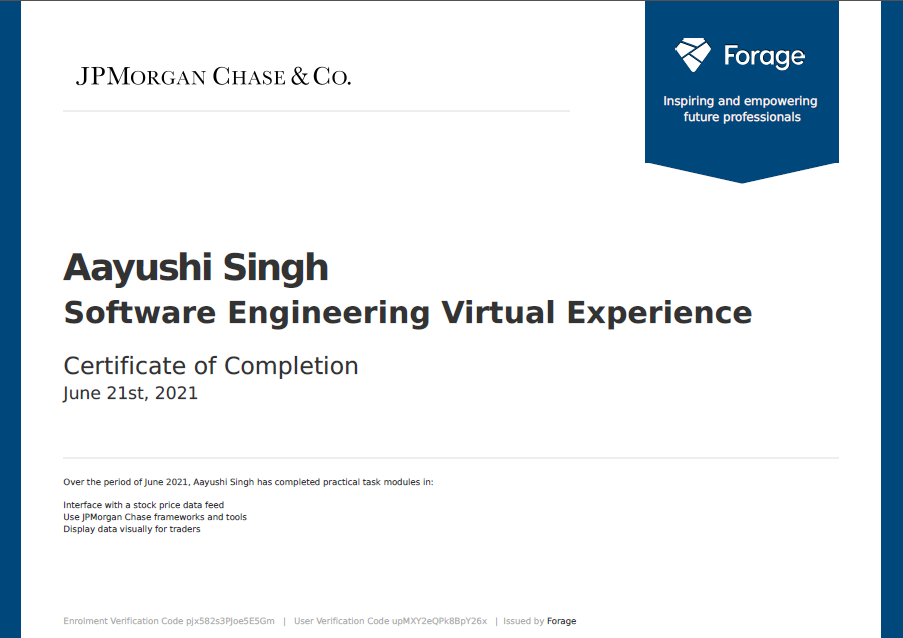 JPMORGAN CHASE & CO.
Forage
Inspiring and empowering
future professionals
Aayushi Singh
Software Engineering Virtual Experience
Certificate of Completion
June 21st, 2021
Over the period of June 2021, Aayushi Singh has completed practical task modules in:
Interface with a stock price data feed
Use JPMorgan Chase frameworks and tools
Display data visually for traders
Enrolment Verification Code pjx582s3PJoe5E5Gm | User Verification Code upMXY2eQPk8BpY26x | Issued by Forage